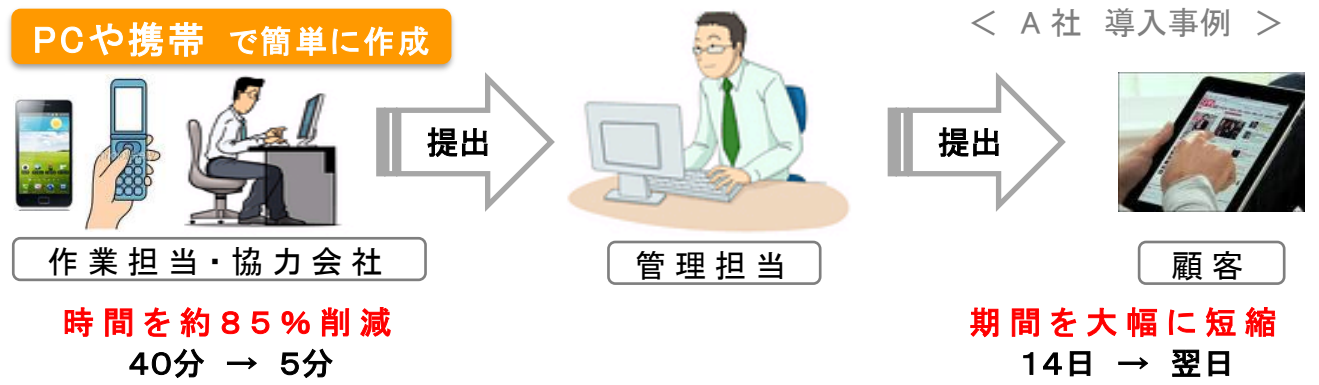 PCや携帯 で簡単に作成
＜ A社 導入事例 ＞
提出
提出
作業担当・協力会社
管理担当
顧客
時間を約８５％削減
40分 → 5分
期間を大幅に短縮
14日 → 翌日